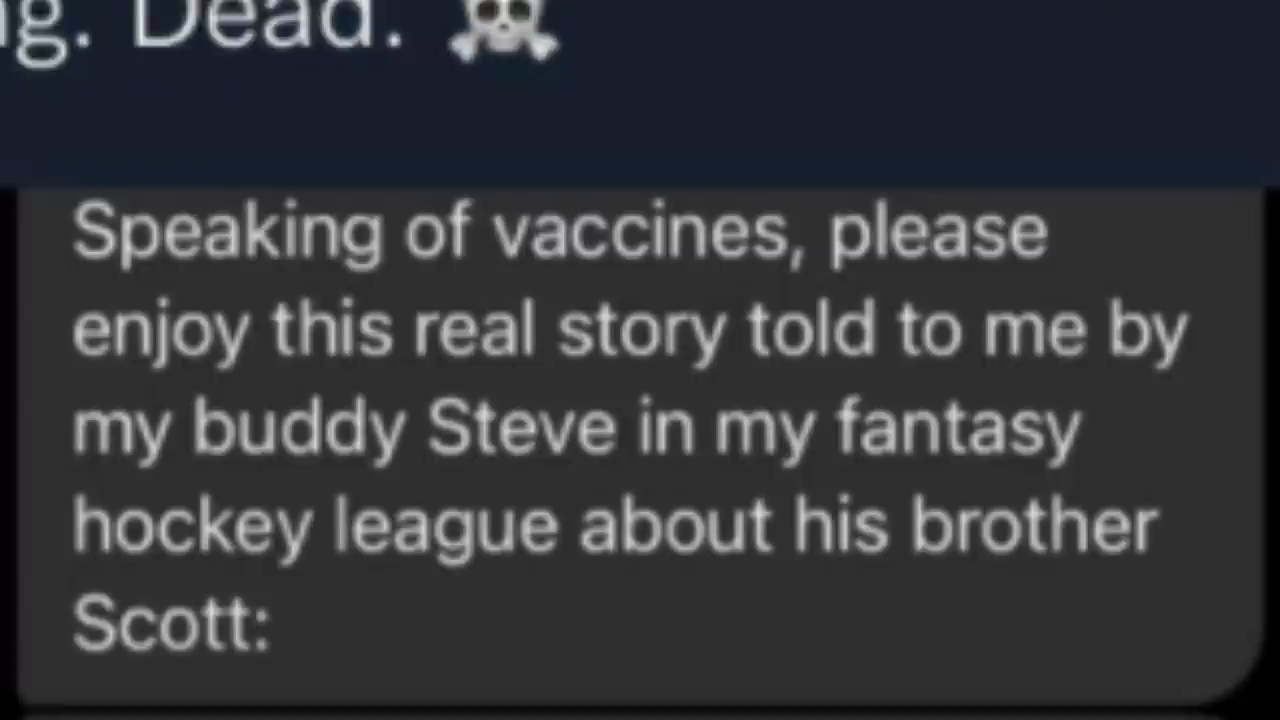 Dead. ☠️
Speaking of vaccines, please
enjoy this real story told to me by
my buddy Steve in my fantasy
hockey league about his brother
Scott: